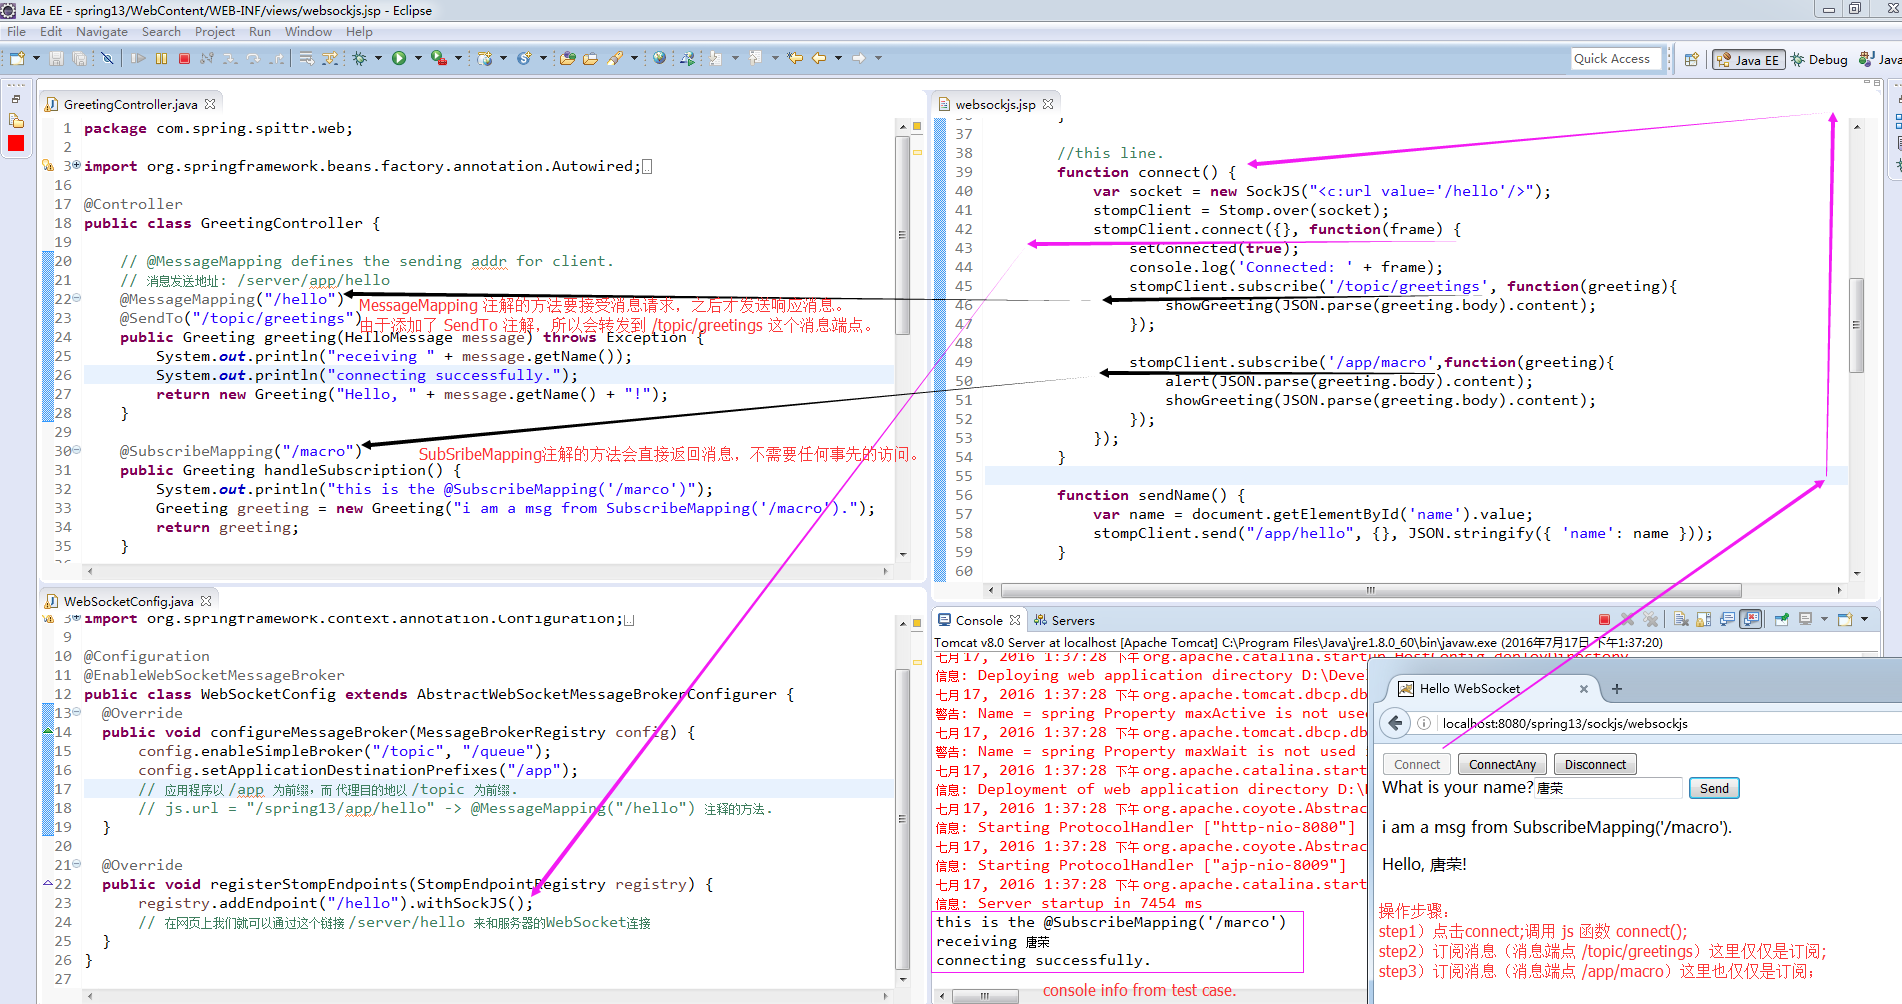 Java EE - spring13/WebContent/WEB-INF/views/websockjs.jsp - Eclipse
File Edit Navigate Search Project Run Window Help
Quick Access
Java EE
Debug
Java
GreetingController.java
1 package com.spring.spittr.web;
2
3 import org.springframework.beans.factory.annotation.Autowired;
16
17 @Controller
18 public class GreetingController {
19
20 // @MessageMapping defines the sending addr for client.
21 // 消息发送地址: /server/app/hello
22 @MessageMapping("/hello")
MessageMapping 注解的方法要接受消息请求，之后才发送响应消息。
23 @SendTo("/topic/greetings")
由于添加了 SendTo 注解，所以会转发到 /topic/greetings 这个消息端点。
24 public Greeting greeting(HelloMessage message) throws Exception {
25 System.out.println("receiving " + message.getName());
26 System.out.println("connecting successfully.");
27 return new Greeting("Hello, " + message.getName() + "!");
28 }
29
30 @SubscribeMapping("/macro")
SubSribeMapping注解的方法会直接返回消息，不需要任何事先的访问。
31 public Greeting handleSubscription() {
32 System.out.println("this is the @SubscribeMapping('/marco')");
33 Greeting greeting = new Greeting("i am a msg from SubscribeMapping('/macro').");
34 return greeting;
35 }
websockjs.jsp
37
38 //this line.
39 function connect() {
40 var socket = new SockJS("<c:url value='/hello'/>");
41 stompClient = Stomp.over(socket);
42 stompClient.connect({}, function(frame) {
43 setConnected(true);
44 console.log('Connected: ' + frame);
45 stompClient.subscribe('/topic/greetings', function(greeting){
46 showGreeting(JSON.parse(greeting.body).content);
47 });
48
49 stompClient.subscribe('/app/macro',function(greeting){
50 alert(JSON.parse(greeting.body).content);
51 showGreeting(JSON.parse(greeting.body).content);
52 });
53 });
54 }
55
56 function sendName() {
57 var name = document.getElementById('name').value;
58 stompClient.send("/app/hello", {}, JSON.stringify({ 'name': name }));
59 }
60
WebSocketConfig.java
3 import org.springframework.context.annotation.Configuration;
9
10 @Configuration
11 @EnableWebSocketMessageBroker
12 public class WebSocketConfig extends AbstractWebSocketMessageBrokerConfigurer {
13 @Override
14 public void configureMessageBroker(MessageBrokerRegistry config) {
15 config.enableSimpleBroker("/topic", "/queue");
16 config.setApplicationDestinationPrefixes("/app");
17 // 应用程序以 /app 为前缀，而 代理目的地以 /topic 为前缀.
18 // js.url = "/spring13/app/hello" -> @MessageMapping("/hello") 注释的方法.
19 }
20
21 @Override
22 public void registerStompEndpoints(StompEndpointRegistry registry) {
23 registry.addEndpoint("/hello").withSockJS();
24 // 在网页上我们就可以通过这个链接 /server/hello 来和服务器的WebSocket连接
25 }
26 }
27
Console Servers
Tomcat v8.0 Server at localhost [Apache Tomcat] C:\Program Files\Java\jre1.8.0_60\bin\javaw.exe (2016年7月17日 下午1:37:20)
七月 17, 2016 1:37:28 下午 org.apache.catalina.startup.HostConfig deployDirectory
信息: Deploying web application directory D:\Deve
七月 17, 2016 1:37:28 下午 org.apache.tomcat.dbcp.db
警告: Name = spring Property maxActive is not used
七月 17, 2016 1:37:28 下午 org.apache.tomcat.dbcp.db
警告: Name = spring Property maxWait is not used
七月 17, 2016 1:37:28 下午 org.apache.catalina.start
信息: Deployment of web application directory D:\
七月 17, 2016 1:37:28 下午 org.apache.coyote.Abstrac
信息: Starting ProtocolHandler ["http-nio-8080"]
七月 17, 2016 1:37:28 下午 org.apache.coyote.Abstrac
信息: Starting ProtocolHandler ["ajp-nio-8009"]
七月 17, 2016 1:37:28 下午 org.apache.catalina.start
信息: Server startup in 7454 ms
this is the @SubscribeMapping('/marco')
receiving 唐荣
connecting successfully.
console info from test case.
Hello WebSocket
localhost:8080/spring13/sockjs/websockjs
Connect ConnectAny Disconnect
What is your name? 唐荣 Send
i am a msg from SubscribeMapping('/macro').
Hello, 唐荣!
操作步骤：
step1）点击connect;调用 js 函数 connect();
step2）订阅消息（消息端点 /topic/greetings）这里仅仅是订阅;
step3）订阅消息（消息端点 /app/macro）这里也仅仅是订阅；